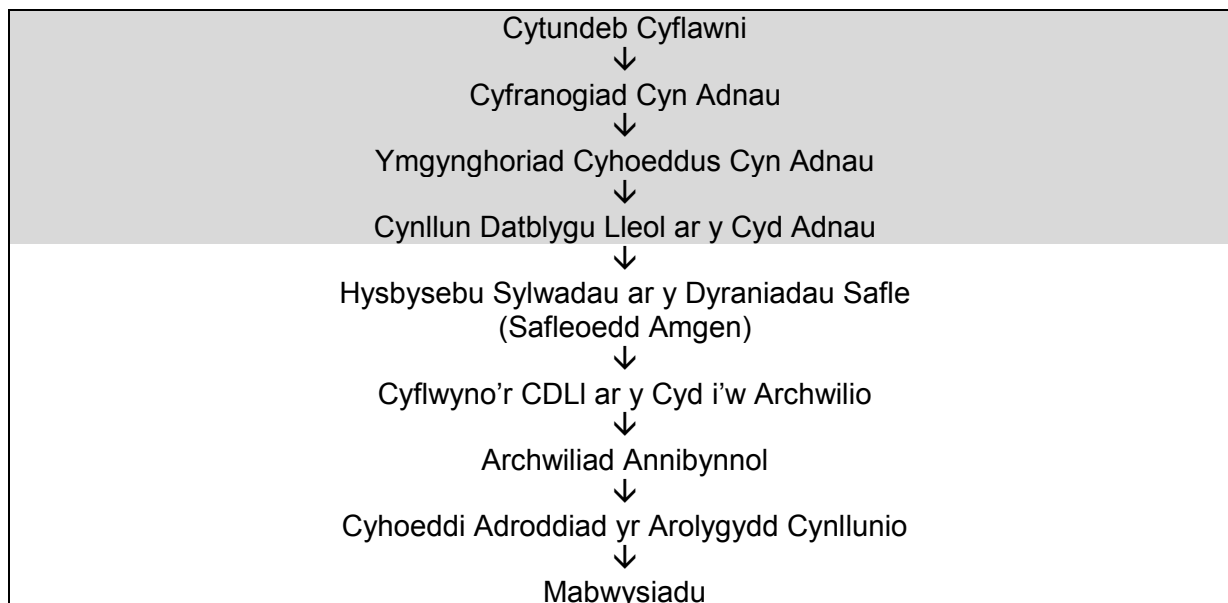 Cytundeb Cyflawni
↓
Cyfranogiad Cyn Adnau
↓
Ymgynghoriad Cyhoeddus Cyn Adnau
↓
Cynllun Datblygu Lleol ar y Cyd Adnau
↓
Hysbysebu Sylwadau ar y Dyraniadau Safle
(Safleoedd Amgen)
↓
Cyflwyno’r CDLl ar y Cyd i’w Archwilio
↓
Archwiliad Annibynnol
↓
Cyhoeddi Adroddiad yr Arolygydd Cynllunio
↓
Mabwysiadu